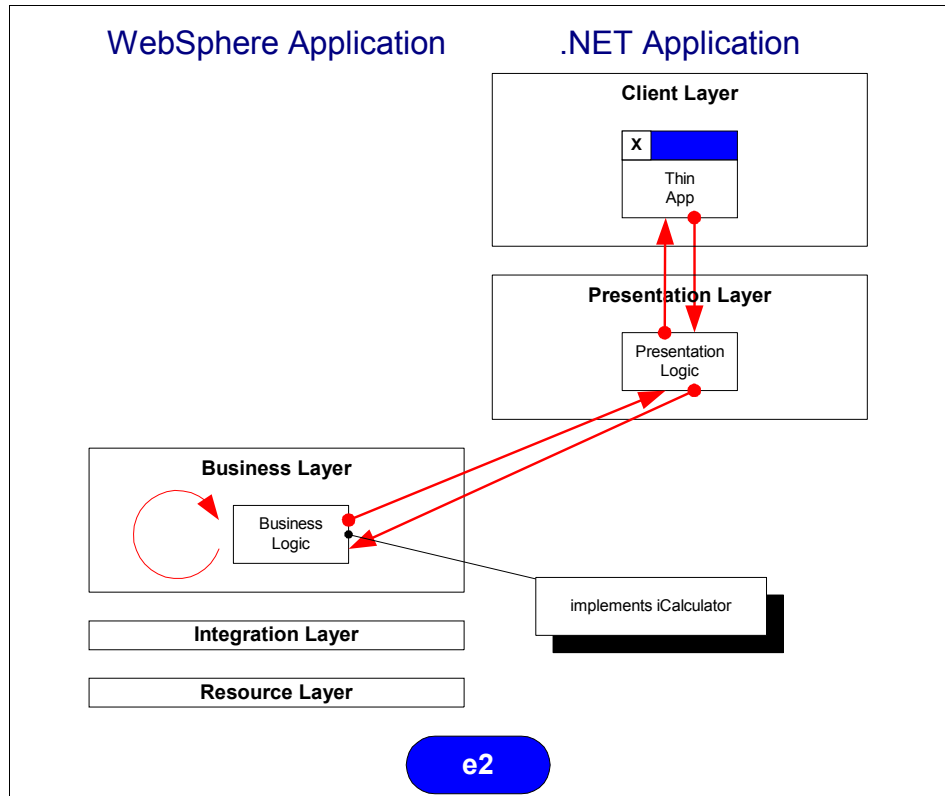 WebSphere Application
.NET Application
Client Layer
X
Thin
App
Presentation Layer
Presentation
Logic
Business Layer
Business
Logic
implements iCalculator
Integration Layer
Resource Layer
e2